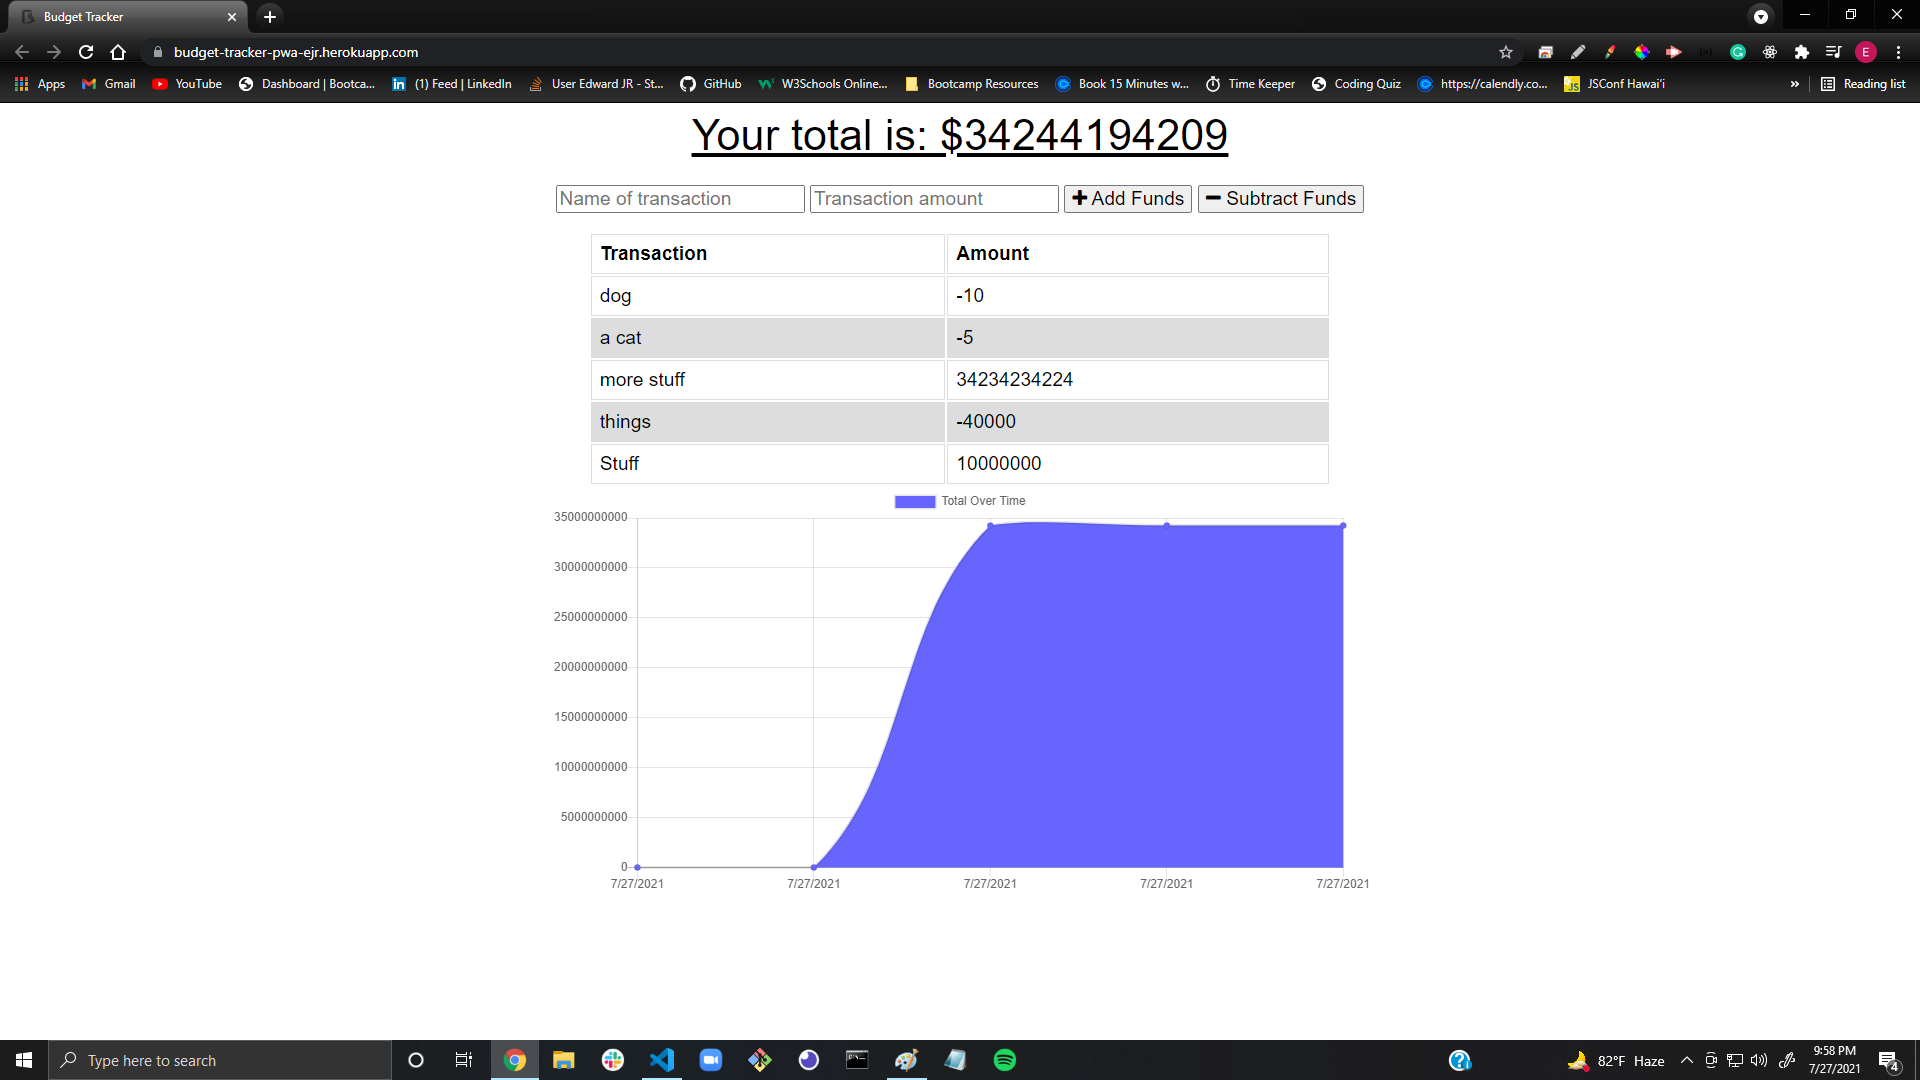 Budget Tracker
budget-tracker-pwa-ejr.herokuapp.com
E
Apps Gmail YouTube Dashboard | Bootca... (1) Feed | LinkedIn User Edward JR - St... GitHub W3Schools Online... Bootcamp Resources Book 15 Minutes w... Time Keeper Coding Quiz https://calendly.co... JS JSConf Hawai'i » Reading list
Your total is: $34244194209
Name of transaction Transaction amount Add Funds Subtract Funds
Transaction Amount
dog -10
a cat -5
more stuff 34234234224
things -40000
Stuff 10000000
Total Over Time
35000000000
30000000000
25000000000
20000000000
15000000000
10000000000
5000000000
0
7/27/2021 7/27/2021 7/27/2021 7/27/2021 7/27/2021
Type here to search
82°F Haze
9:58 PM
7/27/2021
4